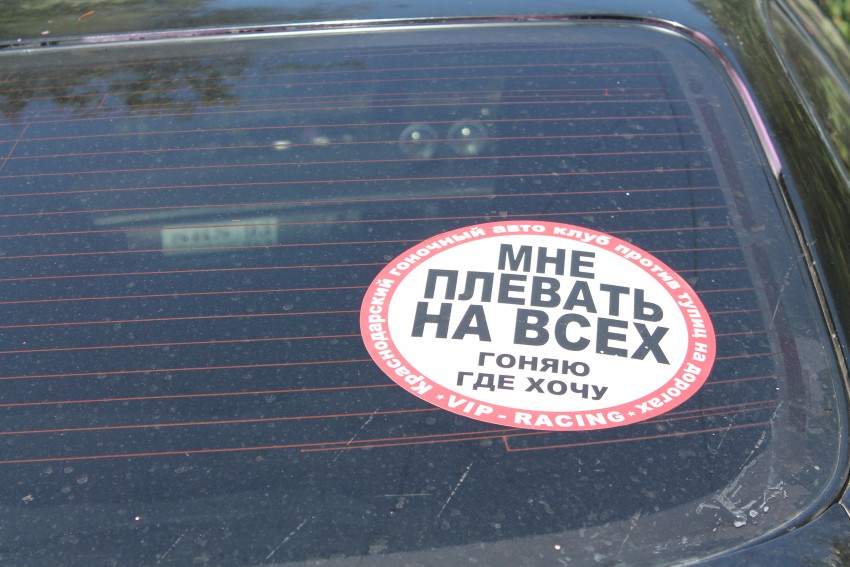 Краснодарский гоночный авто клуб против тупиц на дорогах
МНЕ
ПЛЕВАТЬ
НА ВСЕХ
ГОНЯЮ
ГДЕ ХОЧУ
* VIP - RACING *